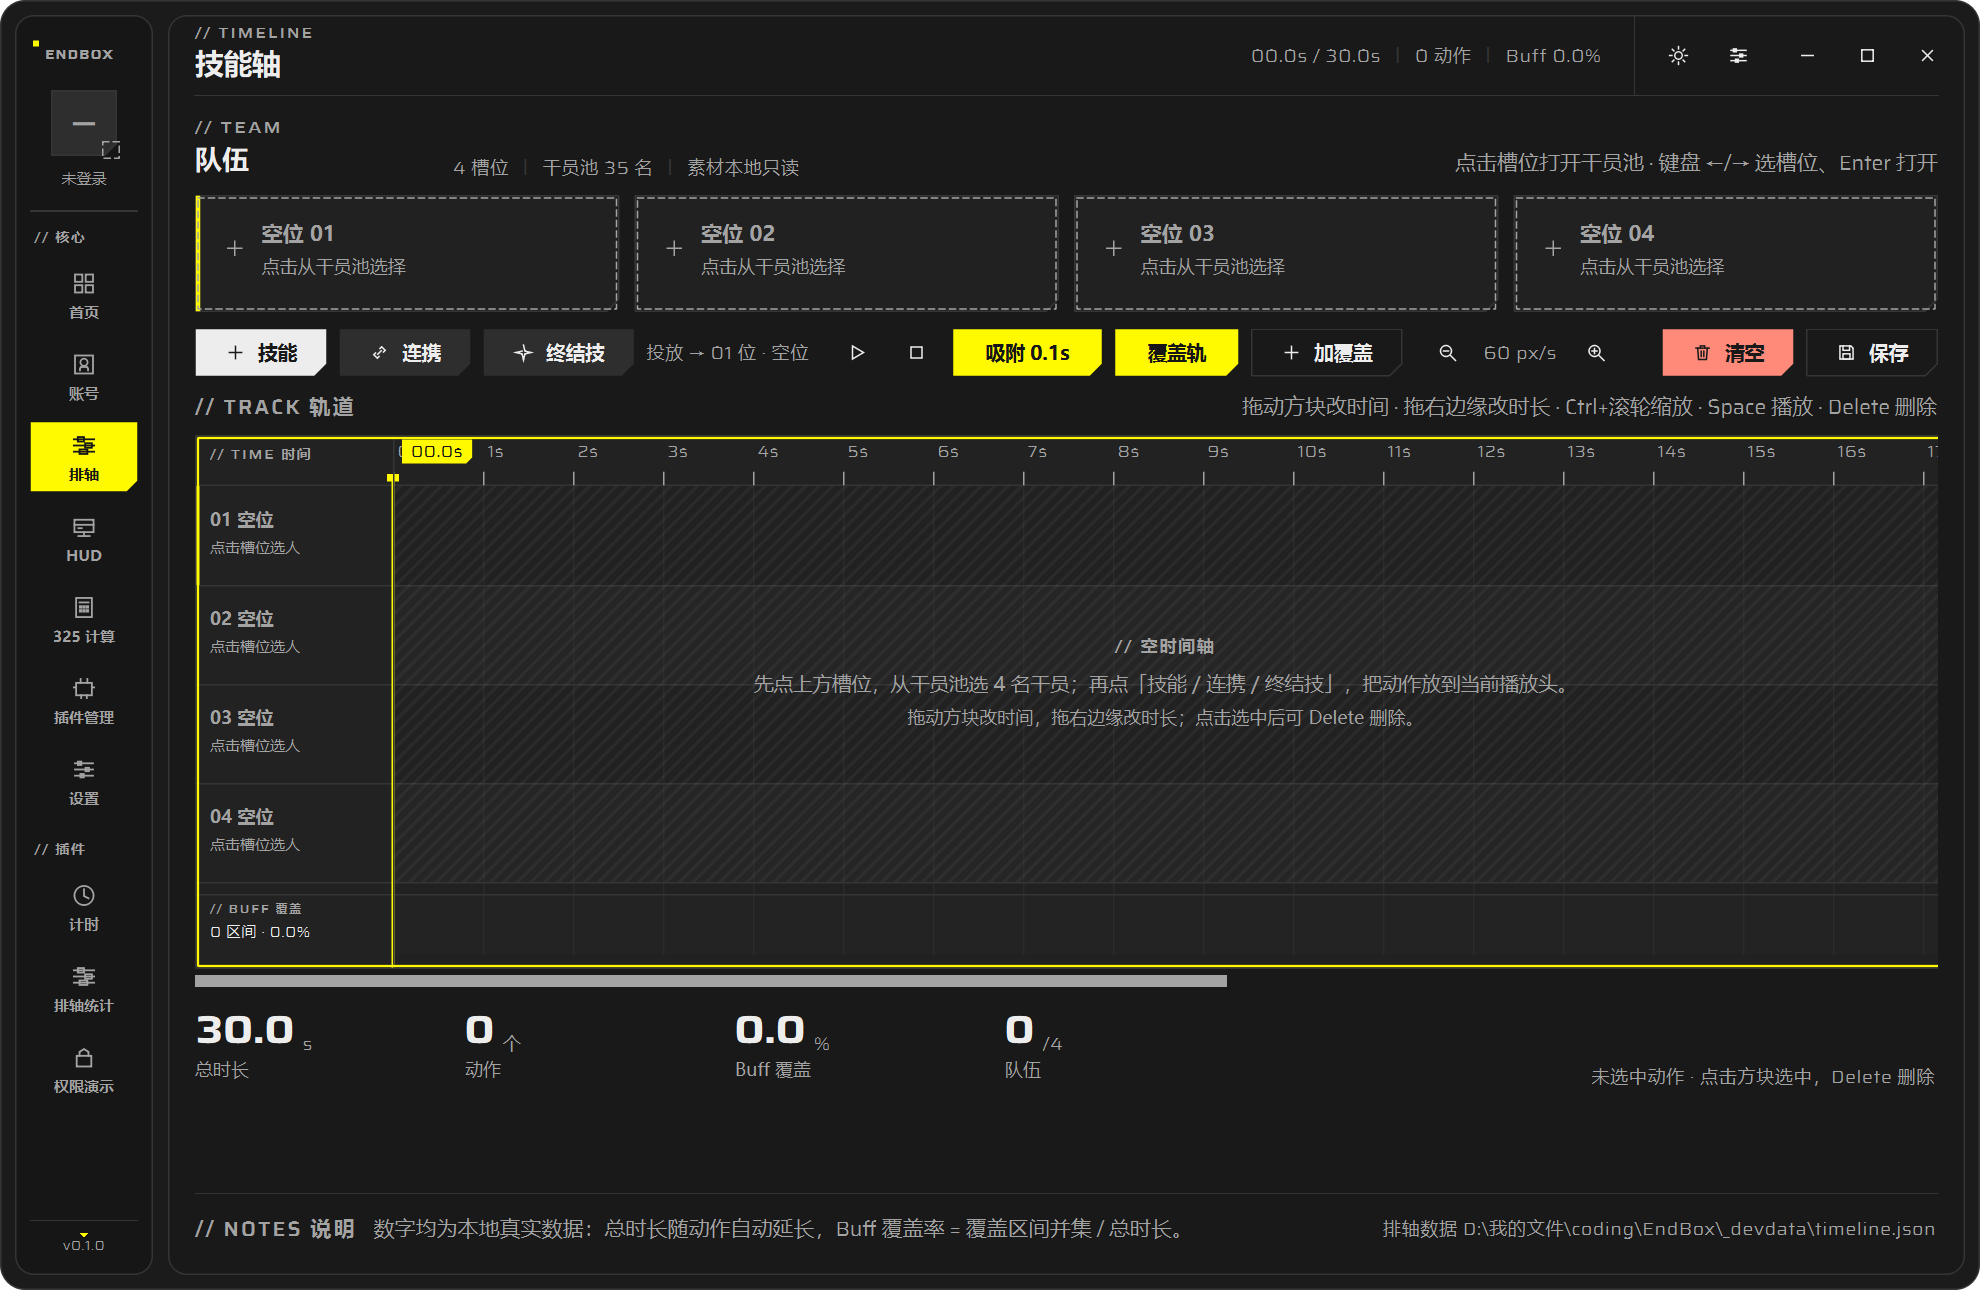 ENDBOX
未登录
// 核心
首页
账号
排轴
HUD
325 计算
插件管理
设置
// 插件
计时
排轴统计
权限演示
v0.1.0
// TIMELINE
技能轴
00.0s / 30.0s
0 动作
Buff 0.0%
// TEAM
队伍
4 槽位
干员池 35 名
素材本地只读
点击槽位打开干员池 · 键盘 ←/→ 选槽位、Enter 打开
空位 01
点击从干员池选择
空位 02
点击从干员池选择
空位 03
点击从干员池选择
空位 04
点击从干员池选择
技能
连携
终结技
投放 → 01 位 · 空位
吸附 0.1s
覆盖轨
加覆盖
60 px/s
清空
保存
// TRACK 轨道
拖动方块改时间 · 拖右边缘改时长 · Ctrl+滚轮缩放 · Space 播放 · Delete 删除
// TIME 时间
00.0s
1s
2s
3s
4s
5s
6s
7s
8s
9s
10s
11s
12s
13s
14s
15s
16s
01 空位
点击槽位选人
02 空位
点击槽位选人
03 空位
点击槽位选人
04 空位
点击槽位选人
// 空时间轴
先点上方槽位，从干员池选 4 名干员；再点「技能 / 连携 / 终结技」，把动作放到当前播放头。
拖动方块改时间，拖右边缘改时长；点击选中后可 Delete 删除。
// BUFF 覆盖
0 区间 · 0.0%
30.0 s
总时长
0 个
动作
0.0 %
Buff 覆盖
0 /4
队伍
未选中动作 · 点击方块选中，Delete 删除
// NOTES 说明
数字均为本地真实数据：总时长随动作自动延长，Buff 覆盖率 = 覆盖区间并集 / 总时长。
排轴数据 D:\我的文件\coding\EndBox\_devdata\timeline.json